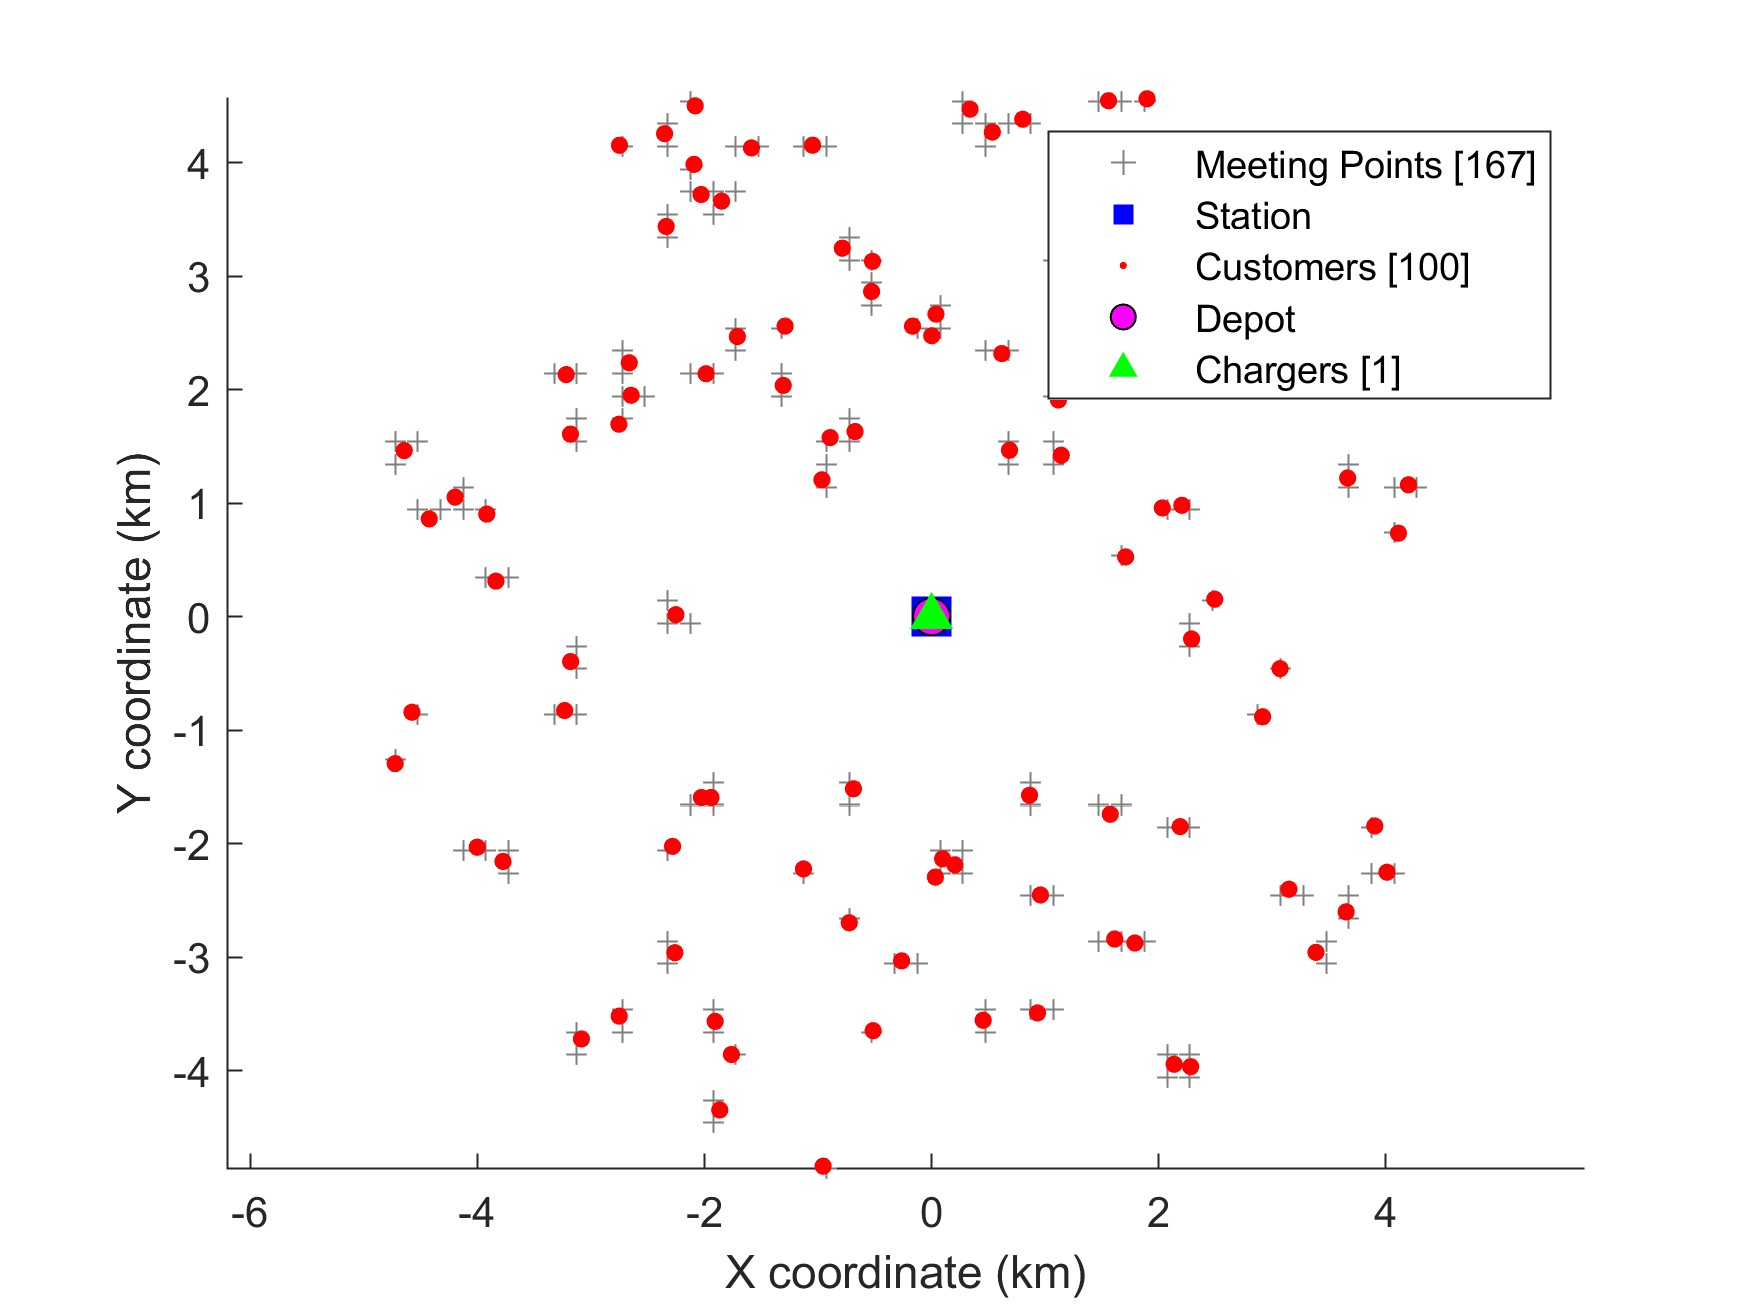 Meeting Points [167]
Station
Customers [100]
Depot
Chargers [1]
4
3
2
1
0
-1
-2
-3
-4
Y coordinate (km)
-6 -4 -2 0 2 4
X coordinate (km)